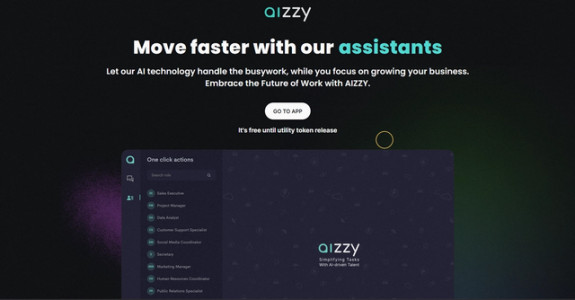 aizzy
Move faster with our assistants
Let our AI technology handle the busywork, while you focus on growing your business.
Embrace the Future of Work with AIZZY.
GO TO APP
It's free until utility token release
One click actions
Search role
Sales Executive
Project Manager
Data Analyst
Customer Support Specialist
Social Media Coordinator
Secretary
Marketing Manager
Human Resources Coordinator
Public Relations Specialist
aizzy
Simplifying Tasks
With AI-driven Talent